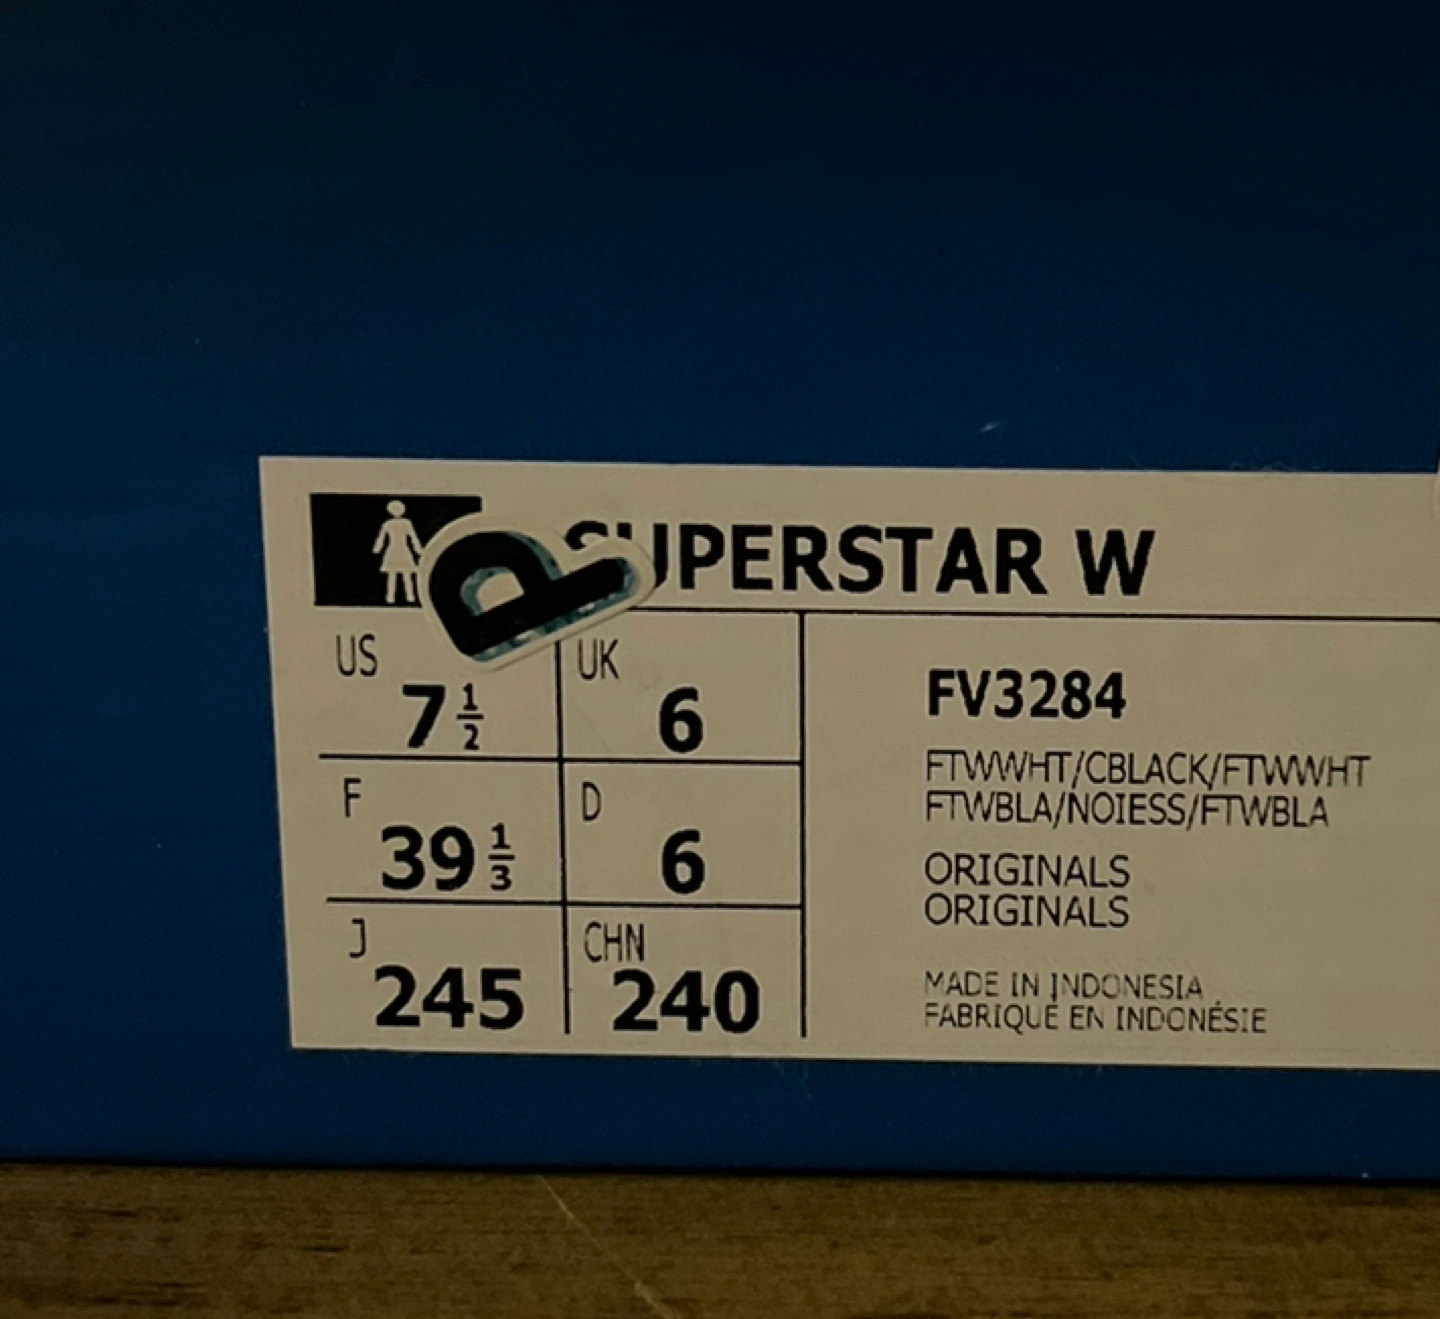 P
SUPERSTAR W
US
7 1/2
UK
6
F
39 1/3
D
6
J
245
CHN
240
FV3284
FTWWHT/CBLACK/FTWWHT
FTWBLA/NOIESS/FTWBLA
ORIGINALS
ORIGINALS
MADE IN INDONESIA
FABRIQUÉ EN INDONÉSIE